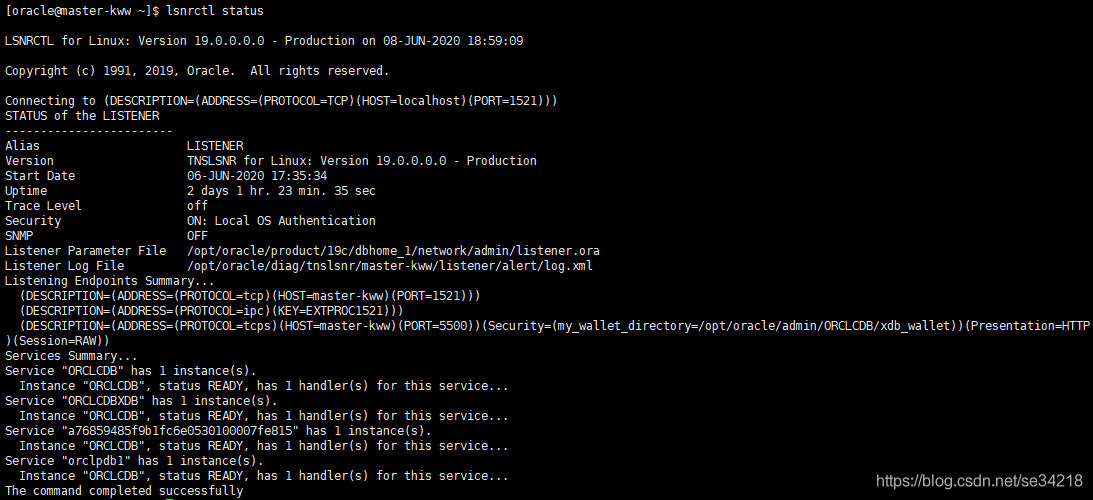 [oracle@master-kww ~]$ lsnrctl status
LSNRCTL for Linux: Version 19.0.0.0.0 - Production on 08-JUN-2020 18:59:09
Copyright (c) 1991, 2019, Oracle.  All rights reserved.
Connecting to (DESCRIPTION=(ADDRESS=(PROTOCOL=TCP)(HOST=localhost)(PORT=1521)))
STATUS of the LISTENER
------------------------
Alias                     LISTENER
Version                   TNSLSNR for Linux: Version 19.0.0.0.0 - Production
Start Date                06-JUN-2020 17:35:34
Uptime                    2 days 1 hr. 23 min. 35 sec
Trace Level               off
Security                  ON: Local OS Authentication
SNMP                      OFF
Listener Parameter File   /opt/oracle/product/19c/dbhome_1/network/admin/listener.ora
Listener Log File         /opt/oracle/diag/tnslsnr/master-kww/listener/alert/log.xml
Listening Endpoints Summary...
  (DESCRIPTION=(ADDRESS=(PROTOCOL=tcp)(HOST=master-kww)(PORT=1521)))
  (DESCRIPTION=(ADDRESS=(PROTOCOL=ipc)(KEY=EXTPROC1521)))
  (DESCRIPTION=(ADDRESS=(PROTOCOL=tcps)(HOST=master-kww)(PORT=5500))(Security=(my_wallet_directory=/opt/oracle/admin/ORCLCDB/xdb_wallet))(Presentation=HTTP
)(Session=RAW))
Services Summary...
Service "ORCLCDB" has 1 instance(s).
  Instance "ORCLCDB", status READY, has 1 handler(s) for this service...
Service "ORCLCDBXDB" has 1 instance(s).
  Instance "ORCLCDB", status READY, has 1 handler(s) for this service...
Service "a76859485f9b1fc6e0530100007fe815" has 1 instance(s).
  Instance "ORCLCDB", status READY, has 1 handler(s) for this service...
Service "orclpdb1" has 1 instance(s).
  Instance "ORCLCDB", status READY, has 1 handler(s) for this service...
The command completed successfully
https://blog.csdn.net/se34218